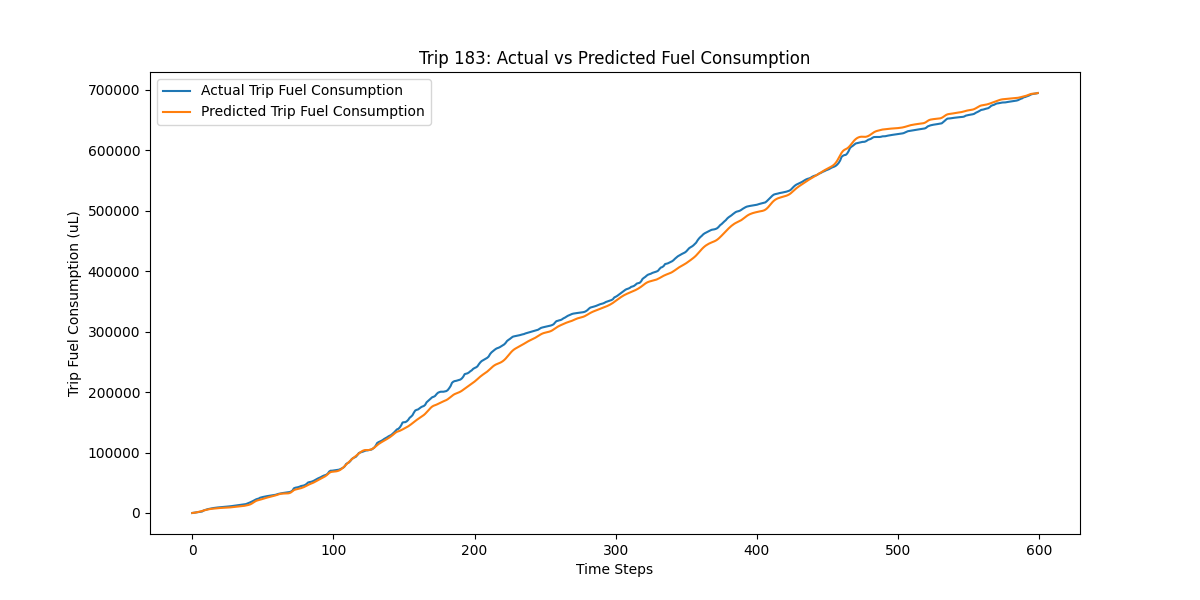 Trip 183: Actual vs Predicted Fuel Consumption
Actual Trip Fuel Consumption
Predicted Trip Fuel Consumption
Trip Fuel Consumption (uL)
700000
600000
500000
400000
300000
200000
100000
0
0 100 200 300 400 500 600
Time Steps